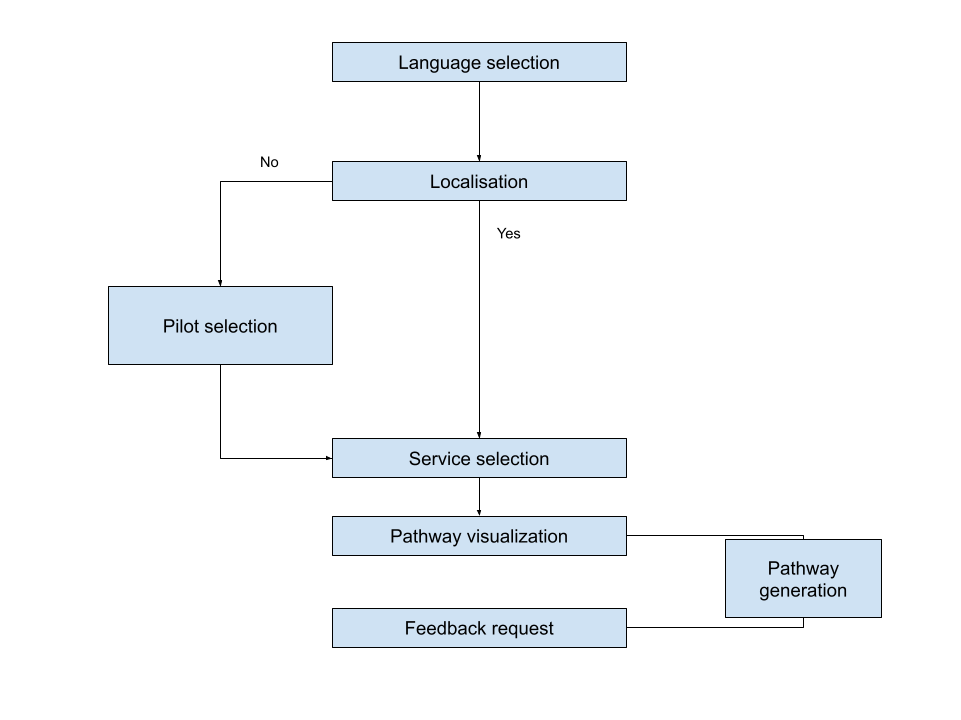 Language selection
No
Localisation
Yes
Pilot selection
Service selection
Pathway visualization
Pathway
generation
Feedback request